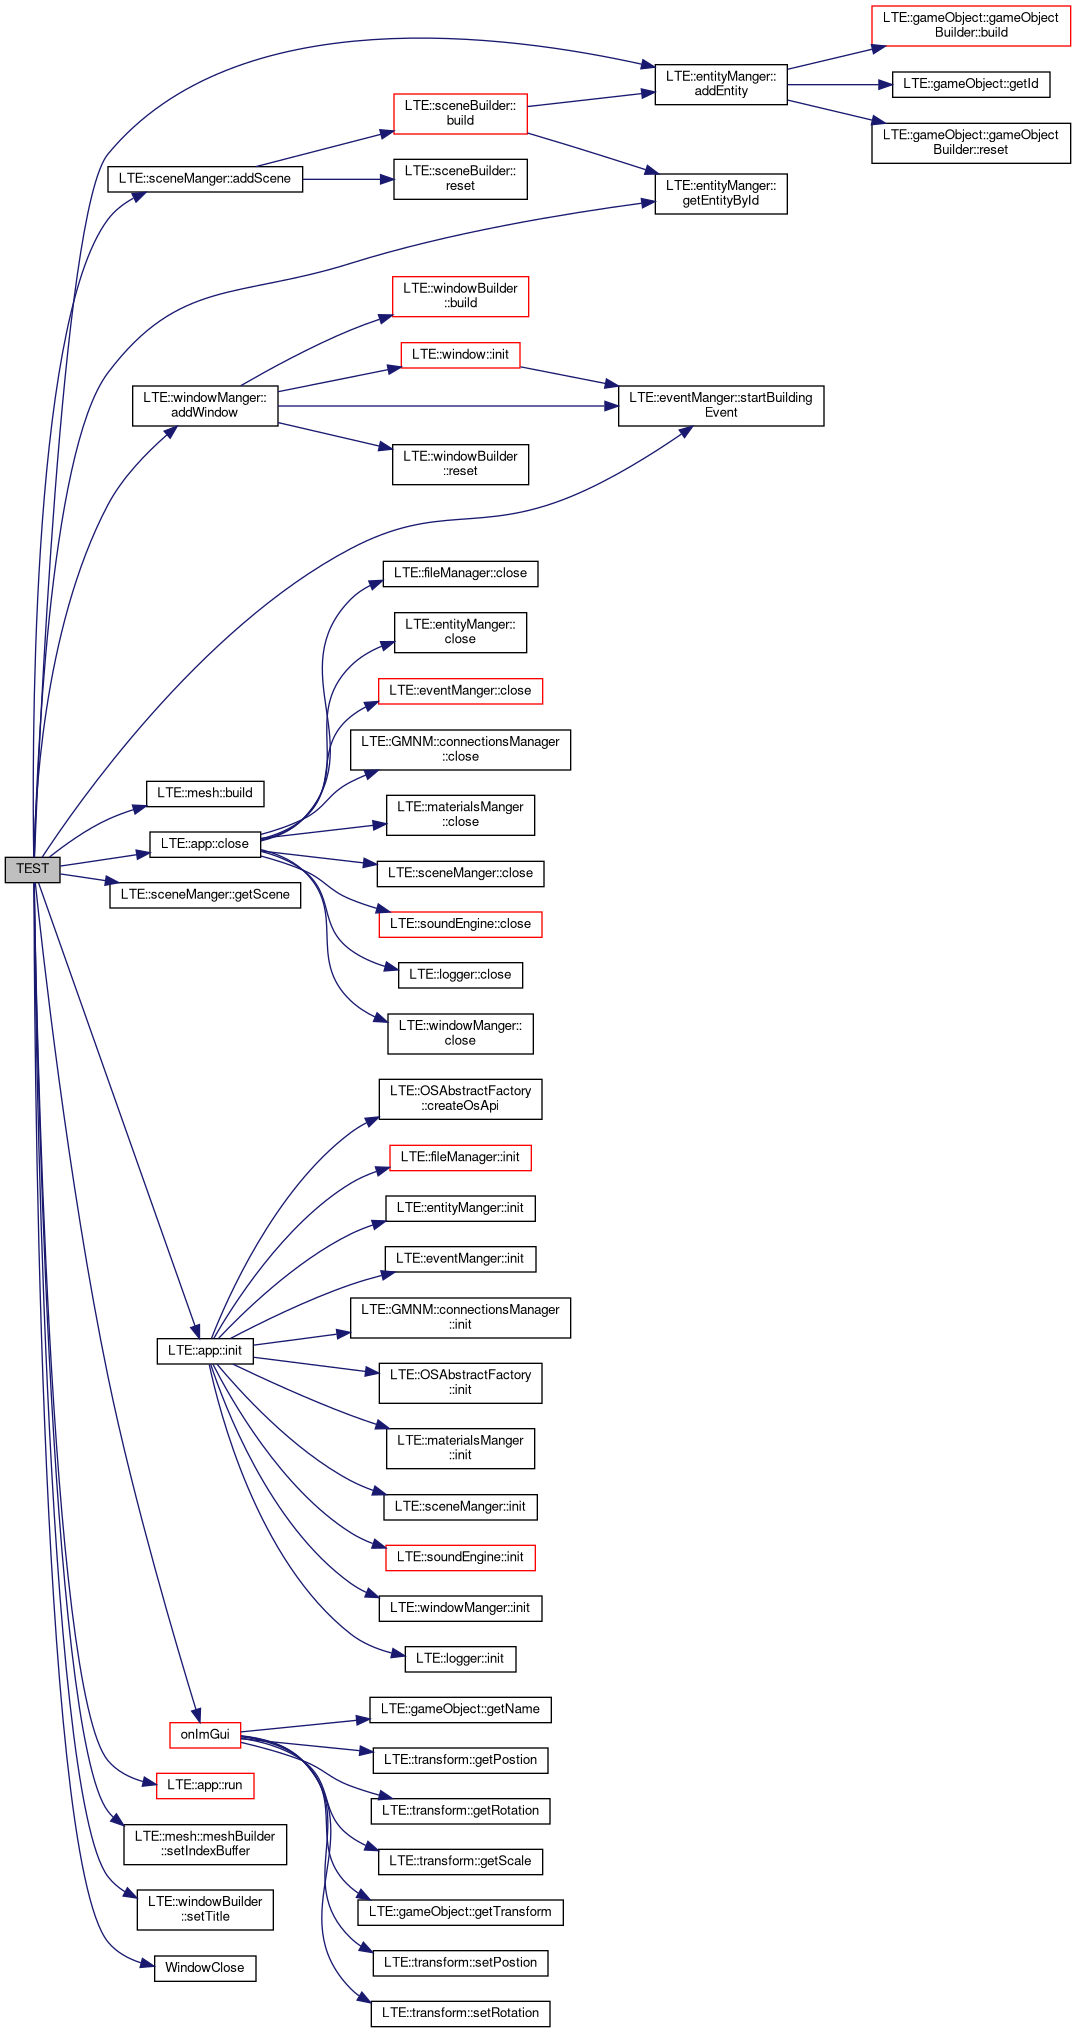 LTE::gameObject::gameObject
Builder::build
LTE::entityManger::
addEntity
LTE::gameObject::getId
LTE::sceneBuilder::
build
LTE::gameObject::gameObject
Builder::reset
LTE::sceneManger::addScene
LTE::sceneBuilder::
reset
LTE::entityManger::
getEntityById
LTE::windowBuilder
::build
LTE::window::init
LTE::windowManger::
addWindow
LTE::eventManger::startBuilding
Event
LTE::windowBuilder
::reset
LTE::fileManager::close
LTE::entityManger::
close
LTE::eventManger::close
LTE::GMNM::connectionsManager
::close
LTE::mesh::build
LTE::materialsManger
::close
LTE::app::close
TEST
LTE::sceneManger::close
LTE::sceneManger::getScene
LTE::soundEngine::close
LTE::logger::close
LTE::windowManger::
close
LTE::OSAbstractFactory
::createOsApi
LTE::fileManager::init
LTE::entityManger::init
LTE::eventManger::init
LTE::GMNM::connectionsManager
::init
LTE::app::init
LTE::OSAbstractFactory
::init
LTE::materialsManger
::init
LTE::sceneManger::init
LTE::soundEngine::init
LTE::windowManger::init
LTE::logger::init
LTE::gameObject::getName
onImGui
LTE::transform::getPostion
LTE::app::run
LTE::transform::getRotation
LTE::mesh::meshBuilder
::setIndexBuffer
LTE::transform::getScale
LTE::windowBuilder
::setTitle
LTE::gameObject::getTransform
WindowClose
LTE::transform::setPostion
LTE::transform::setRotation